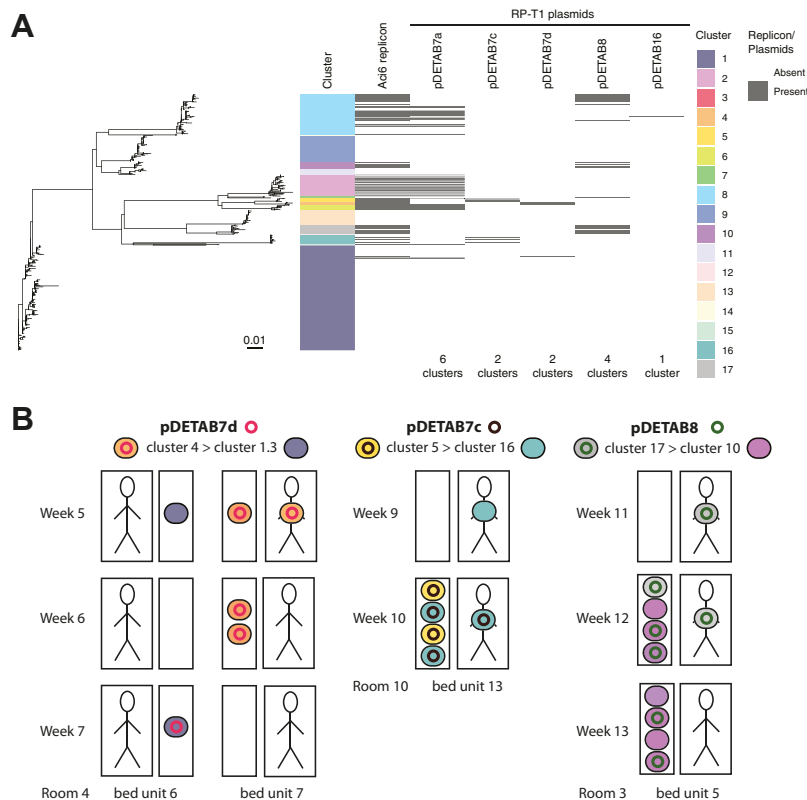 A
RP-T1 plasmids
Cluster
Aci6 replicon
pDETAB7a
pDETAB7c
pDETAB7d
pDETAB8
pDETAB16
Cluster
1
2
3
4
5
6
7
8
9
10
11
12
13
14
15
16
17
Replicon/
Plasmids
Absent
Present
0.01
6 clusters
2 clusters
2 clusters
4 clusters
1 cluster
B
pDETAB7d
cluster 4 > cluster 1.3
Week 5
Week 6
Week 7
Room 4 bed unit 6 bed unit 7
pDETAB7c
cluster 5 > cluster 16
Week 9
Week 10
Room 10 bed unit 13
pDETAB8
cluster 17 > cluster 10
Week 11
Week 12
Week 13
Room 3 bed unit 5